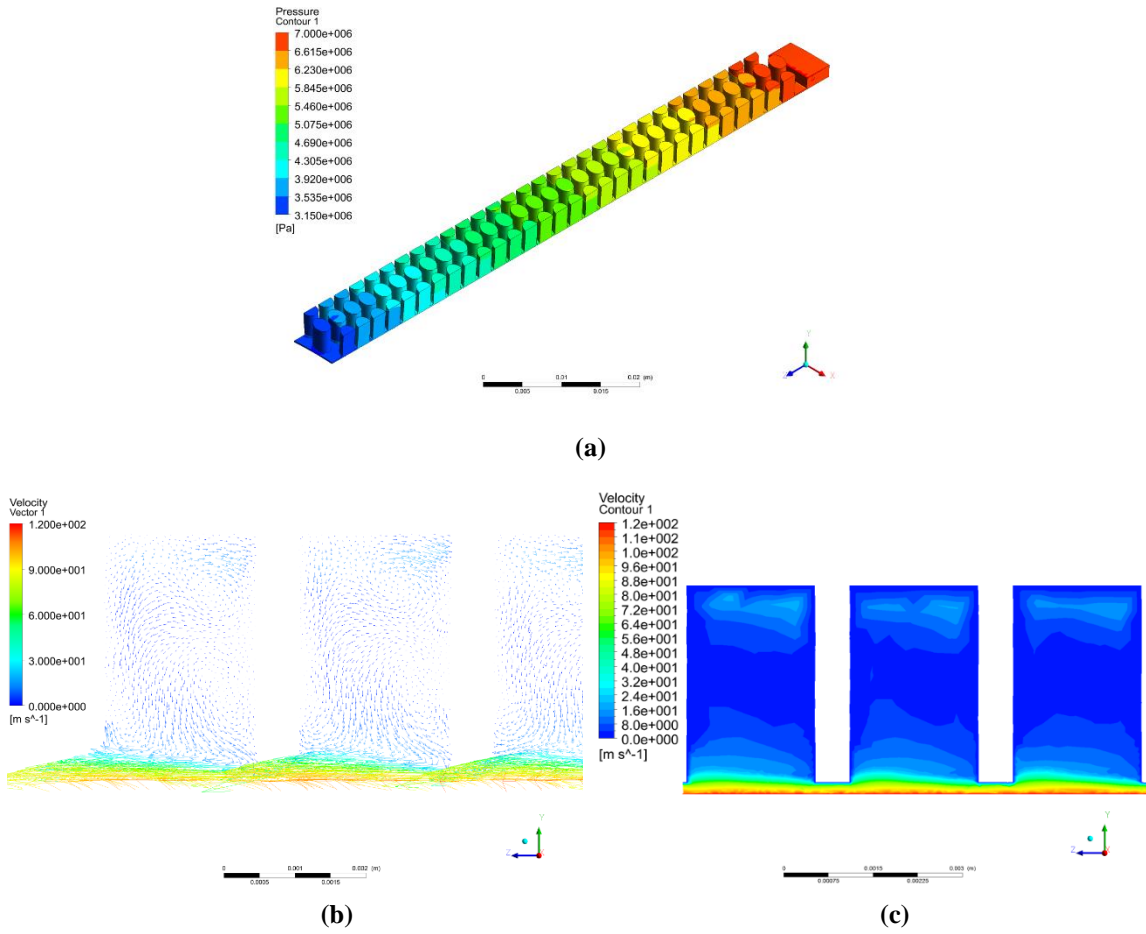 Pressure
Contour 1
7.000e+006
6.615e+006
6.230e+006
5.845e+006
5.460e+006
5.075e+006
4.690e+006
4.305e+006
3.920e+006
3.535e+006
3.150e+006
[Pa]
0 0.01 0.02 (m)
0.005 0.015
Y
Z X
(a)
Velocity
Vector 1
1.200e+002
9.000e+001
6.000e+001
3.000e+001
0.000e+000
[m s^-1]
0 0.001 0.002 (m)
0.0005 0.0015
Y
Z X
(b)
Velocity
Contour 1
1.2e+002
1.1e+002
1.0e+002
9.6e+001
8.8e+001
8.0e+001
7.2e+001
6.4e+001
5.6e+001
4.8e+001
4.0e+001
3.2e+001
2.4e+001
1.6e+001
8.0e+000
0.0e+000
[m s^-1]
0 0.0015 0.003 (m)
0.00075 0.00225
Y
Z X
(c)